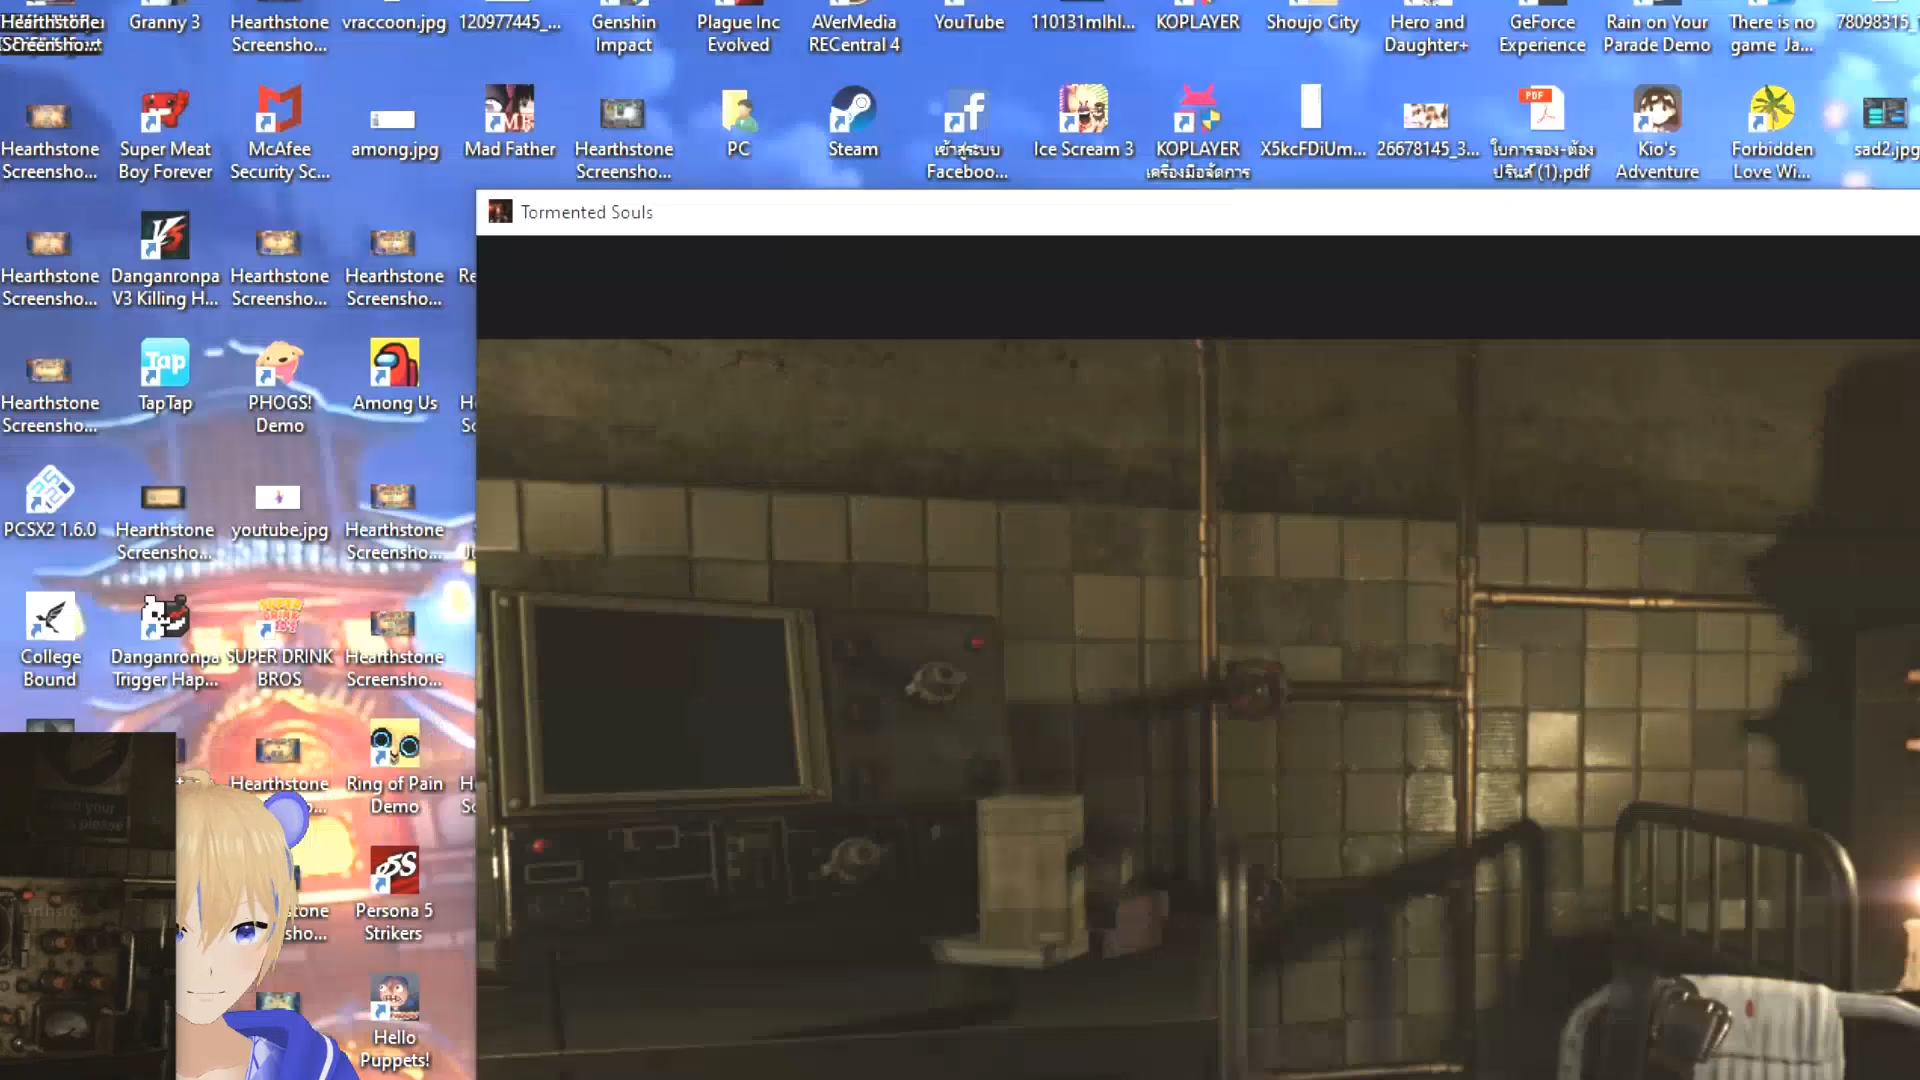 Hearthstone
Screensho...
Granny 3
Hearthstone
Screensho...
vraccoon.jpg
120977445_...
Genshin
Impact
Plague Inc
Evolved
AVerMedia
RECentral 4
YouTube
110131mlhl...
KOPLAYER
Shoujo City
Hero and
Daughter+
GeForce
Experience
Rain on Your
Parade Demo
There is no
game Ja...
78098315_
Hearthstone
Screensho...
Super Meat
Boy Forever
McAfee
Security Sc...
among.jpg
Mad Father
Hearthstone
Screensho...
PC
Steam
เข้าสู่ระบบ
Faceboo...
Ice Scream 3
KOPLAYER
เครื่องมือจัดการ
X5kcFDiUm...
26678145_3...
PDF
ใบการจอง-ต้อง
ปริ้นส์ (1).pdf
Kio's
Adventure
Forbidden
Love Wi...
sad2.jpg
Tormented Souls
Hearthstone
Screensho...
Danganronpa
V3 Killing H...
Hearthstone
Screensho...
Hearthstone
Screensho...
Re
Hearthstone
Screensho...
Tap
TapTap
PHOGS!
Demo
Among Us
PCSX2 1.6.0
Hearthstone
Screensho...
youtube.jpg
Hearthstone
Screensho...
College
Bound
Danganronpa
Trigger Hap...
SUPER DRINK
BROS
Hearthstone
Screensho...
Hearthstone
Ring of Pain
Demo
P5S
Persona 5
Strikers
Hello
Puppets!
your
please